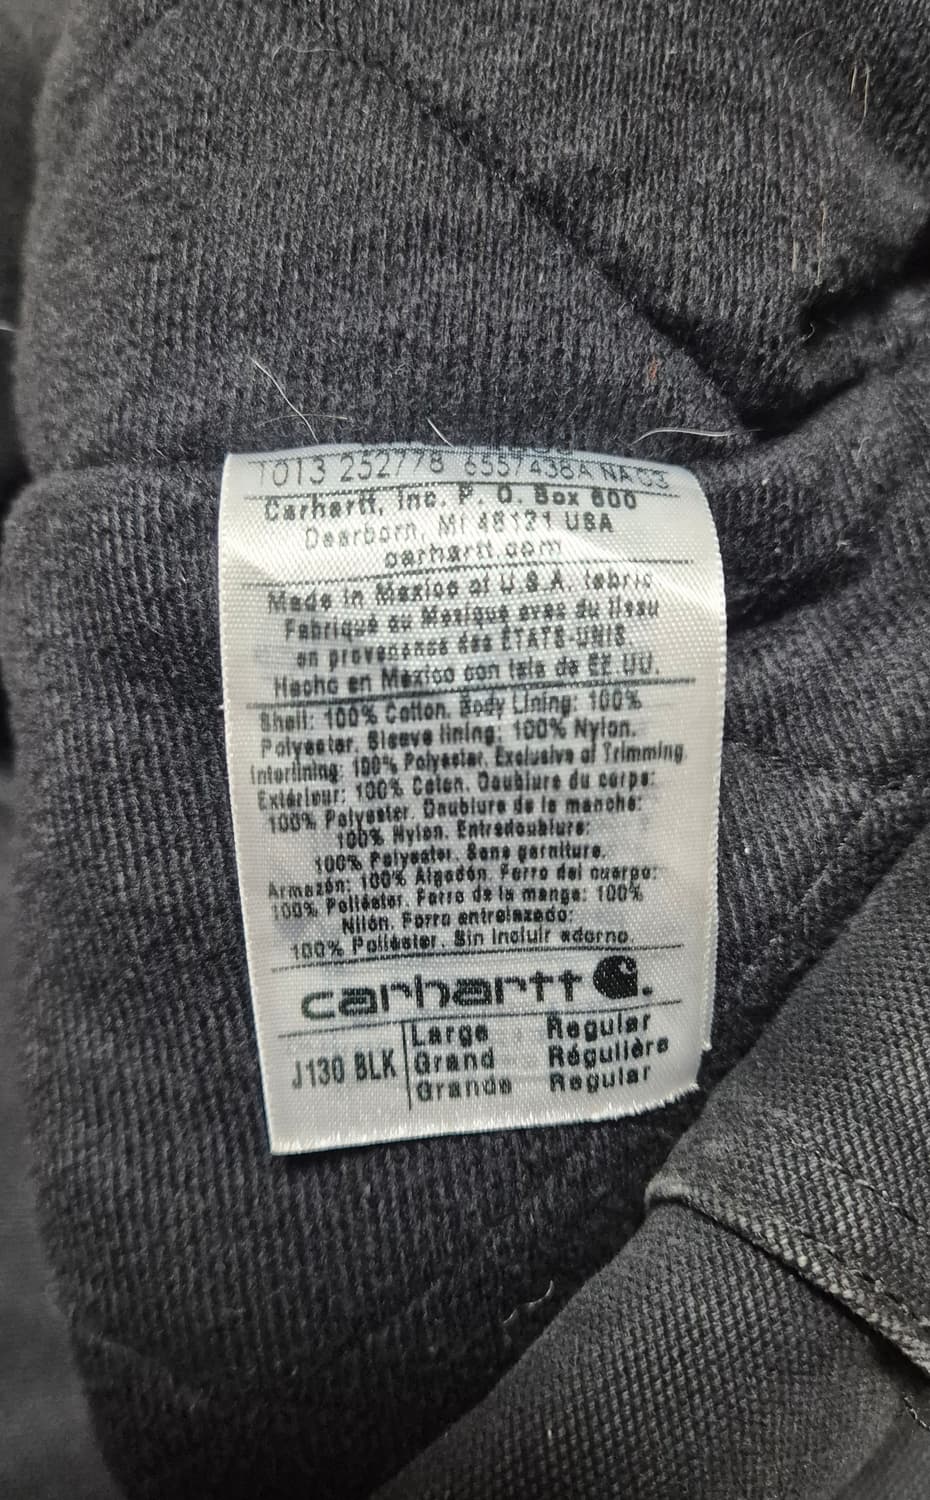 1013 252778 6557438A NA03
Carhartt, Inc. P. O. Box 600
Dearborn, MI 48121 USA
carhartt.com
Made in Mexico of U.S.A. fabric
Fabriqué au Mexique avec du tissu
en provenance des ÉTATS-UNIS.
Hecho en México con tela de EE.UU.
Shell: 100% Cotton. Body Lining: 100%
Polyester. Sleeve lining: 100% Nylon.
Interlining: 100% Polyester. Exclusive of Trimming.
Extérieur: 100% Coton. Doublure du corps:
100% Polyester. Doublure de la manche:
100% Nylon. Entredoublure:
100% Polyester. Sans garniture.
Armazón: 100% Algodón. Forro del cuerpo:
100% Poliéster. Forro de la manga: 100%
Nilón. Forro entrelazado:
100% Poliéster. Sin incluir adorno.
carhartt
J130 BLK
Large Regular
Grand Régulière
Grande Regular